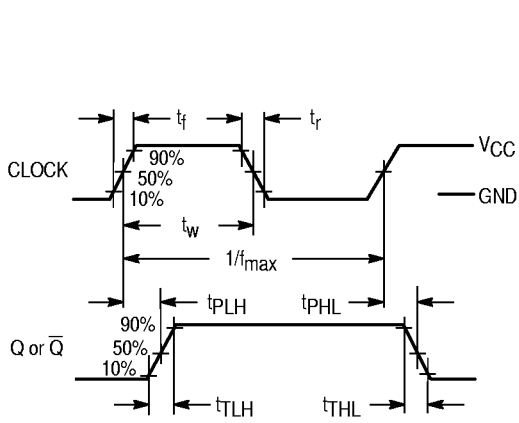 tf
tr
CLOCK
90%
50%
10%
VCC
GND
tw
1/fmax
tPLH
tPHL
Q or Q̅
90%
50%
10%
tTLH
tTHL